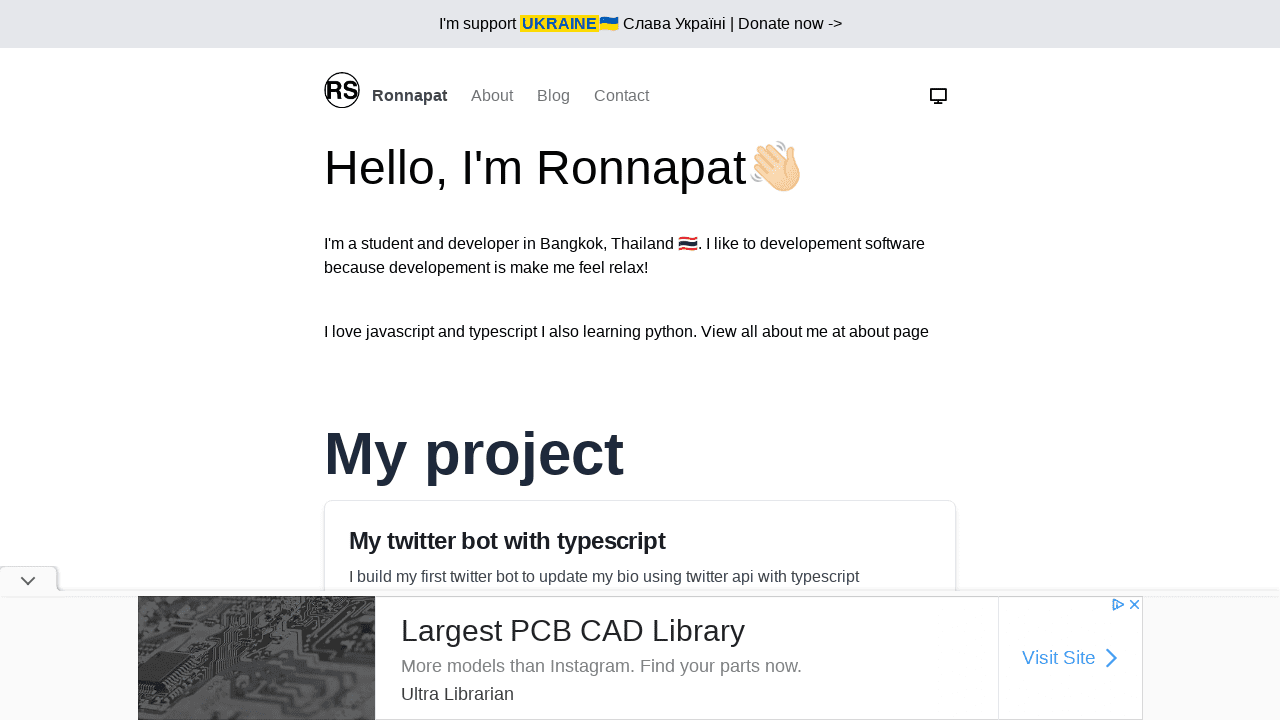 I'm support UKRAINE🇺🇦 Слава Україні | Donate now ->
RS Ronnapat About Blog Contact
Hello, I'm Ronnapat👋🏻
I'm a student and developer in Bangkok, Thailand 🇹🇭. I like to developement software
because developement is make me feel relax!
I love javascript and typescript I also learning python. View all about me at about page
My project
My twitter bot with typescript
I build my first twitter bot to update my bio using twitter api with typescript
Largest PCB CAD Library
More models than Instagram. Find your parts now.
Ultra Librarian
Visit Site